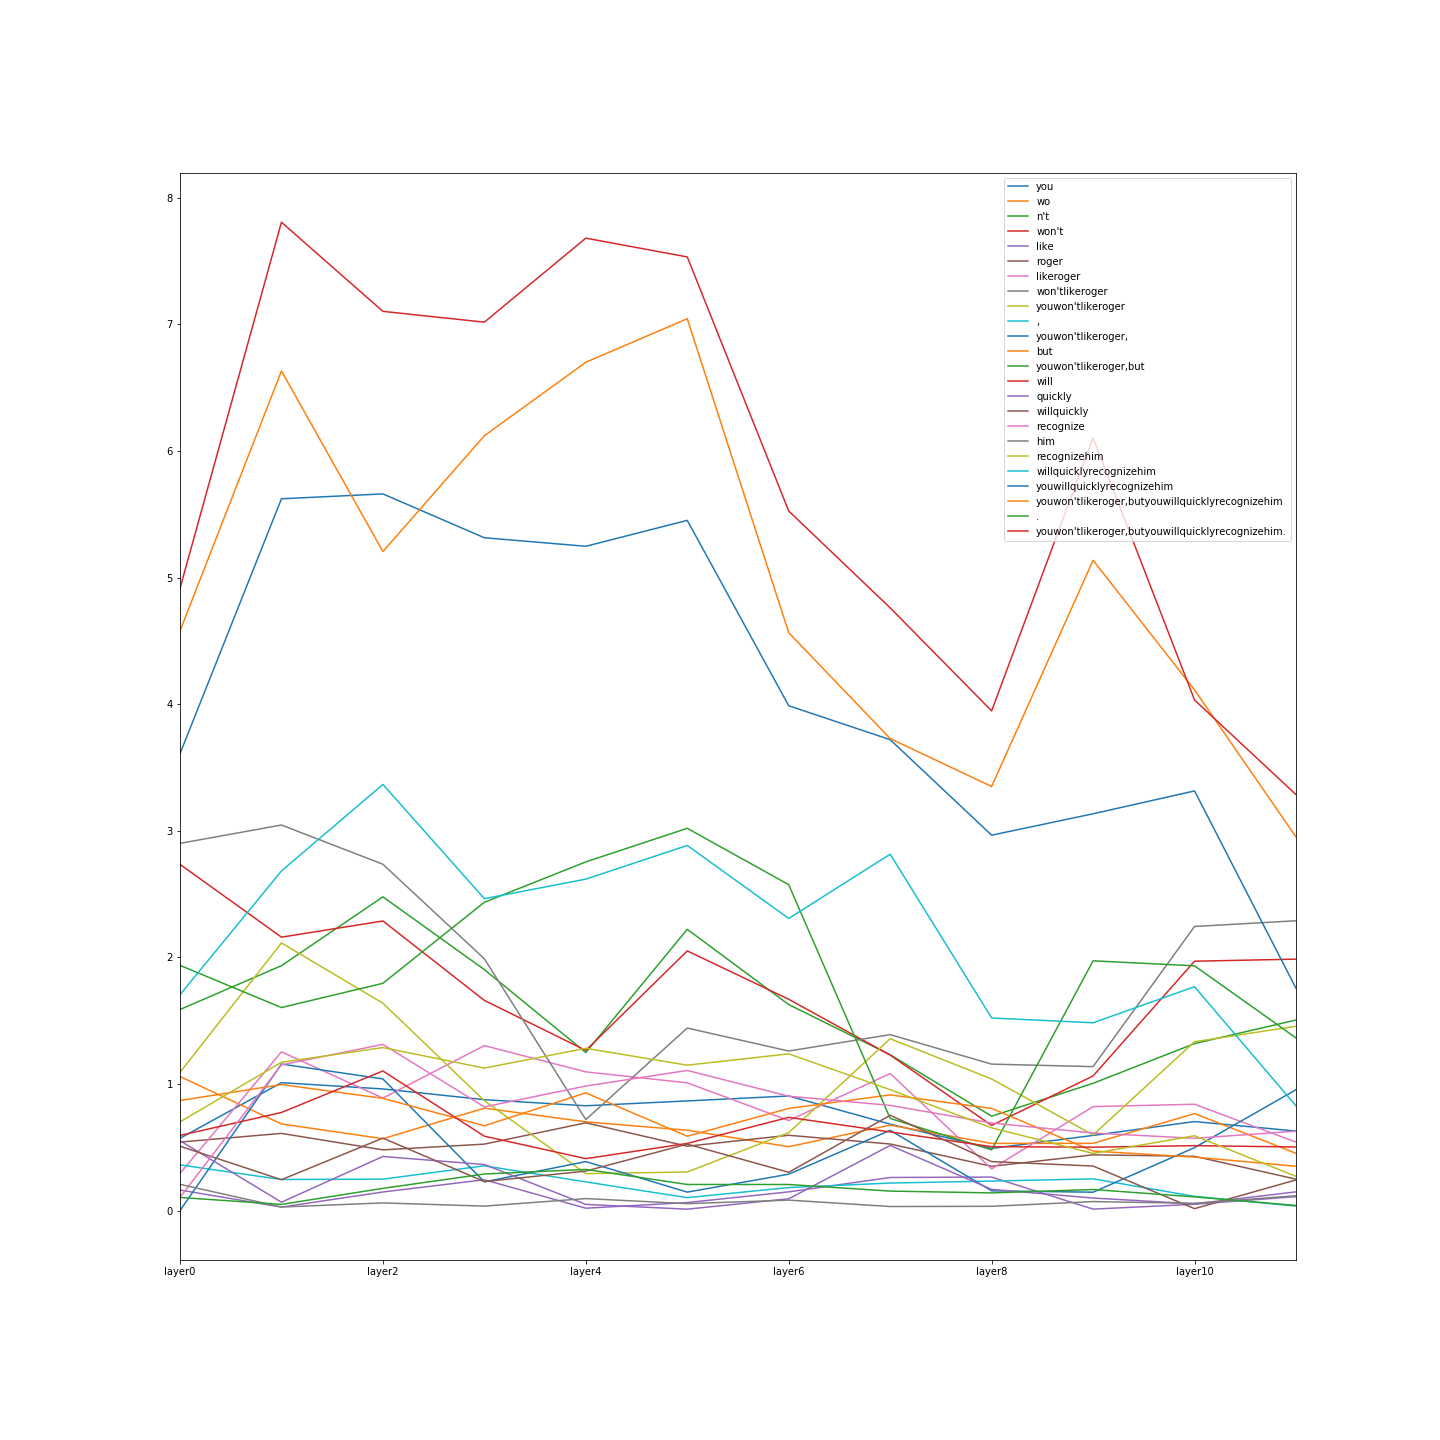 8
7
6
5
4
3
2
1
0
layer0
layer2
layer4
layer6
layer8
layer10
you
wo
n't
won't
like
roger
likeroger
won'tlikeroger
youwon'tlikeroger
,
youwon'tlikeroger,
but
youwon'tlikeroger,but
will
quickly
willquickly
recognize
him
recognizehim
willquicklyrecognizehim
youwillquicklyrecognizehim
youwon'tlikeroger,butyouwillquicklyrecognizehim
.
youwon'tlikeroger,butyouwillquicklyrecognizehim.